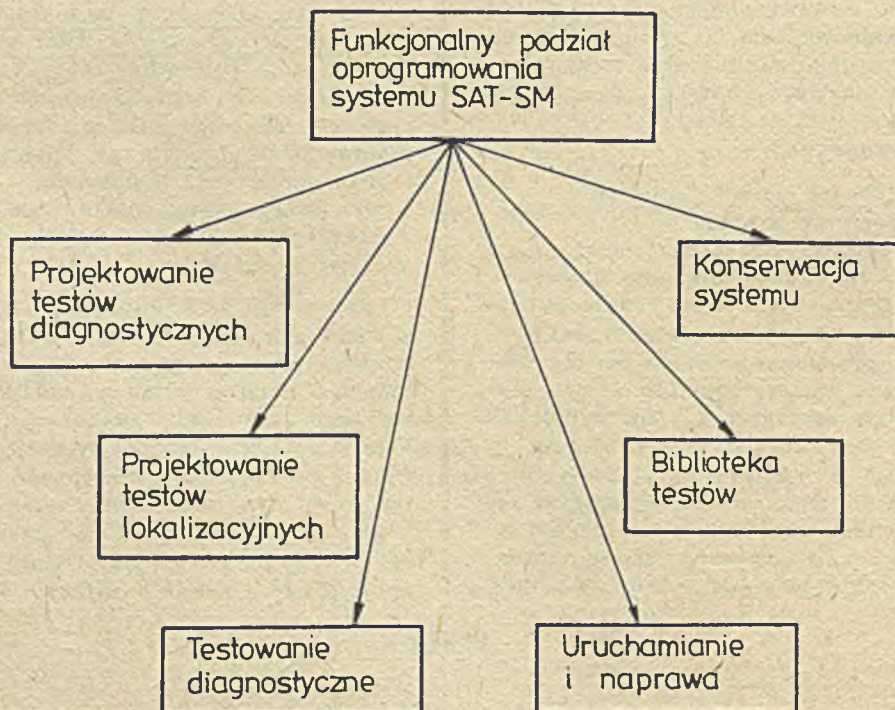 Funkcjonalny podział
oprogramowania
systemu SAT-SM
Projektowanie
testów
diagnostycznych
Konserwacja
systemu
Projektowanie
testów
lokalizacyjnych
Biblioteka
testów
Testowanie
diagnostyczne
Uruchamianie
i naprawa